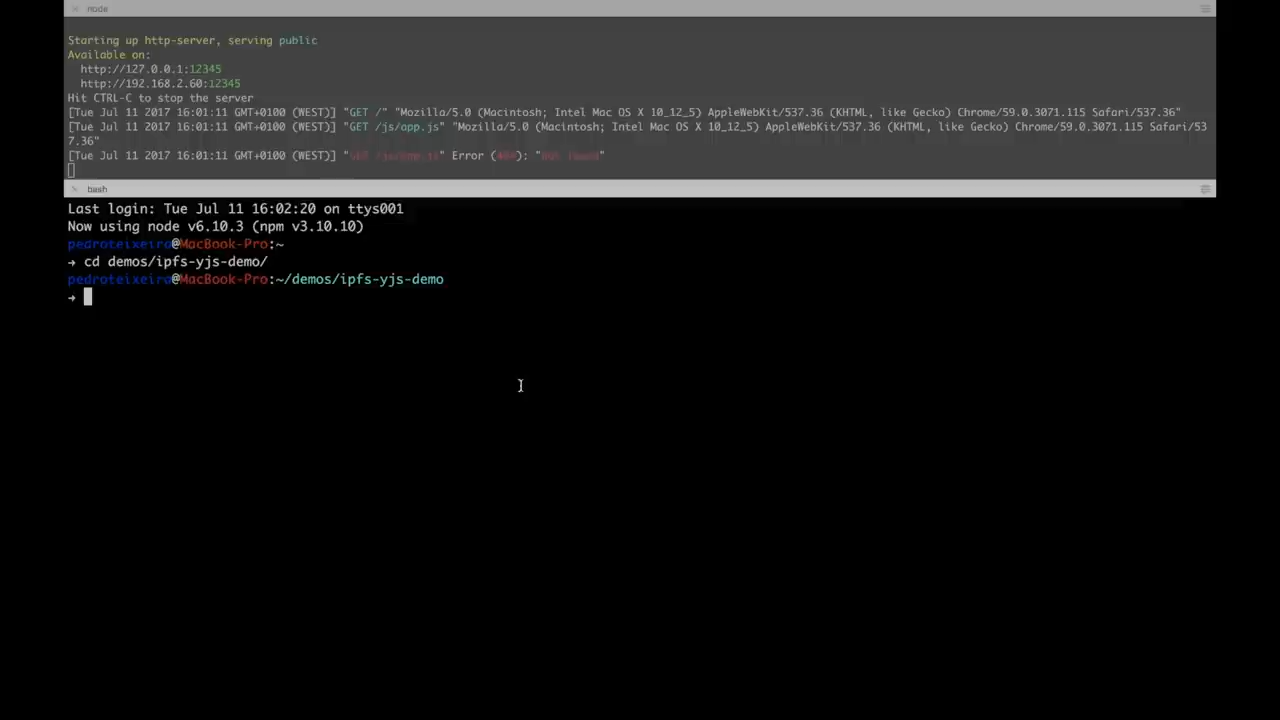 node
Starting up http-server, serving public
Available on:
http://127.0.0.1:12345
http://192.168.2.60:12345
Hit CTRL-C to stop the server
[Tue Jul 11 2017 16:01:11 GMT+0100 (WEST)] "GET /" "Mozilla/5.0 (Macintosh; Intel Mac OS X 10_12_5) AppleWebKit/537.36 (KHTML, like Gecko) Chrome/59.0.3071.115 Safari/537.36"
[Tue Jul 11 2017 16:01:11 GMT+0100 (WEST)] "GET /js/app.js" "Mozilla/5.0 (Macintosh; Intel Mac OS X 10_12_5) AppleWebKit/537.36 (KHTML, like Gecko) Chrome/59.0.3071.115 Safari/53
7.36"
[Tue Jul 11 2017 16:01:11 GMT+0100 (WEST)] "GET /js/app.js" Error (404): "Not found"
bash
Last login: Tue Jul 11 16:02:20 on ttys001
Now using node v6.10.3 (npm v3.10.10)
pedroteixeira@MacBook-Pro:~
→ cd demos/ipfs-yjs-demo/
pedroteixeira@MacBook-Pro:~/demos/ipfs-yjs-demo
→